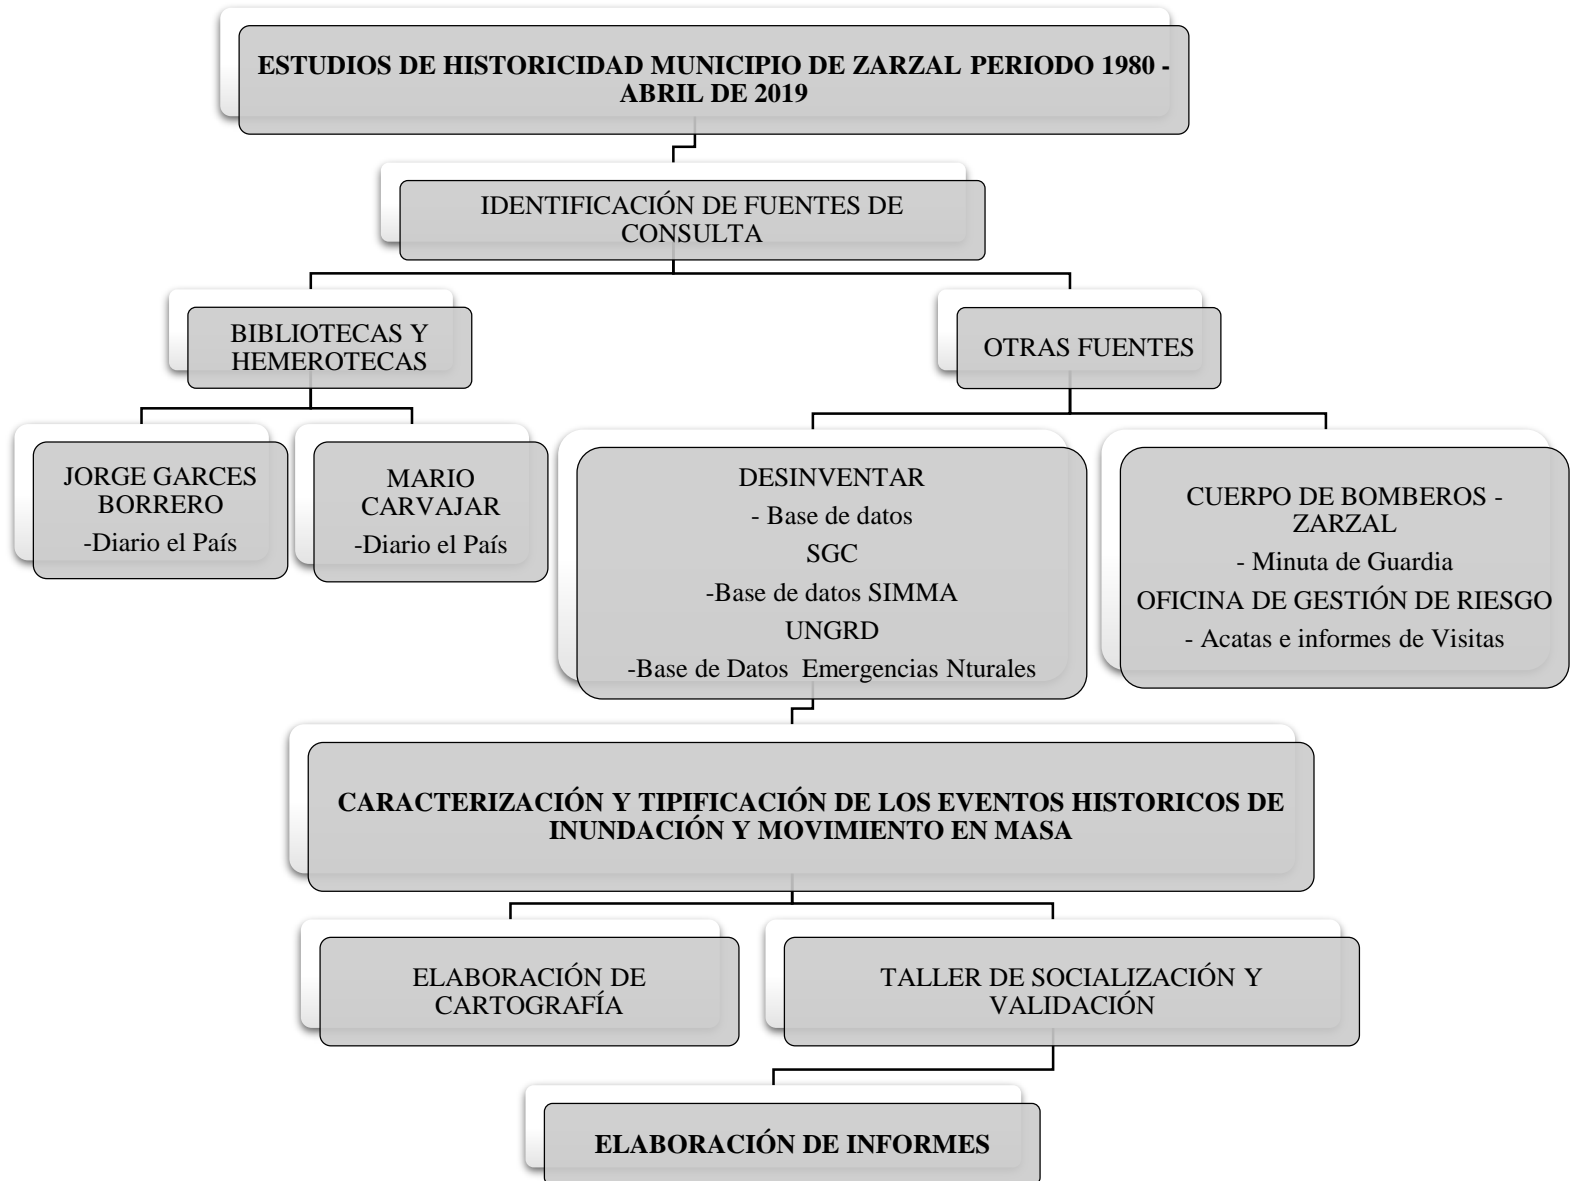 ESTUDIOS DE HISTORICIDAD MUNICIPIO DE ZARZAL PERIODO 1980 -
ABRIL DE 2019
IDENTIFICACIÓN DE FUENTES DE
CONSULTA
BIBLIOTECAS Y
HEMEROTECAS
OTRAS FUENTES
JORGE GARCES
BORRERO
-Diario el País
MARIO
CARVAJAR
-Diario el País
DESINVENTAR
- Base de datos
SGC
-Base de datos SIMMA
UNGRD
-Base de Datos  Emergencias Nturales
CUERPO DE BOMBEROS -
ZARZAL
- Minuta de Guardia
OFICINA DE GESTIÓN DE RIESGO
- Acatas e informes de Visitas
CARACTERIZACIÓN Y TIPIFICACIÓN DE LOS EVENTOS HISTORICOS DE
INUNDACIÓN Y MOVIMIENTO EN MASA
ELABORACIÓN DE
CARTOGRAFÍA
TALLER DE SOCIALIZACIÓN Y
VALIDACIÓN
ELABORACIÓN DE INFORMES